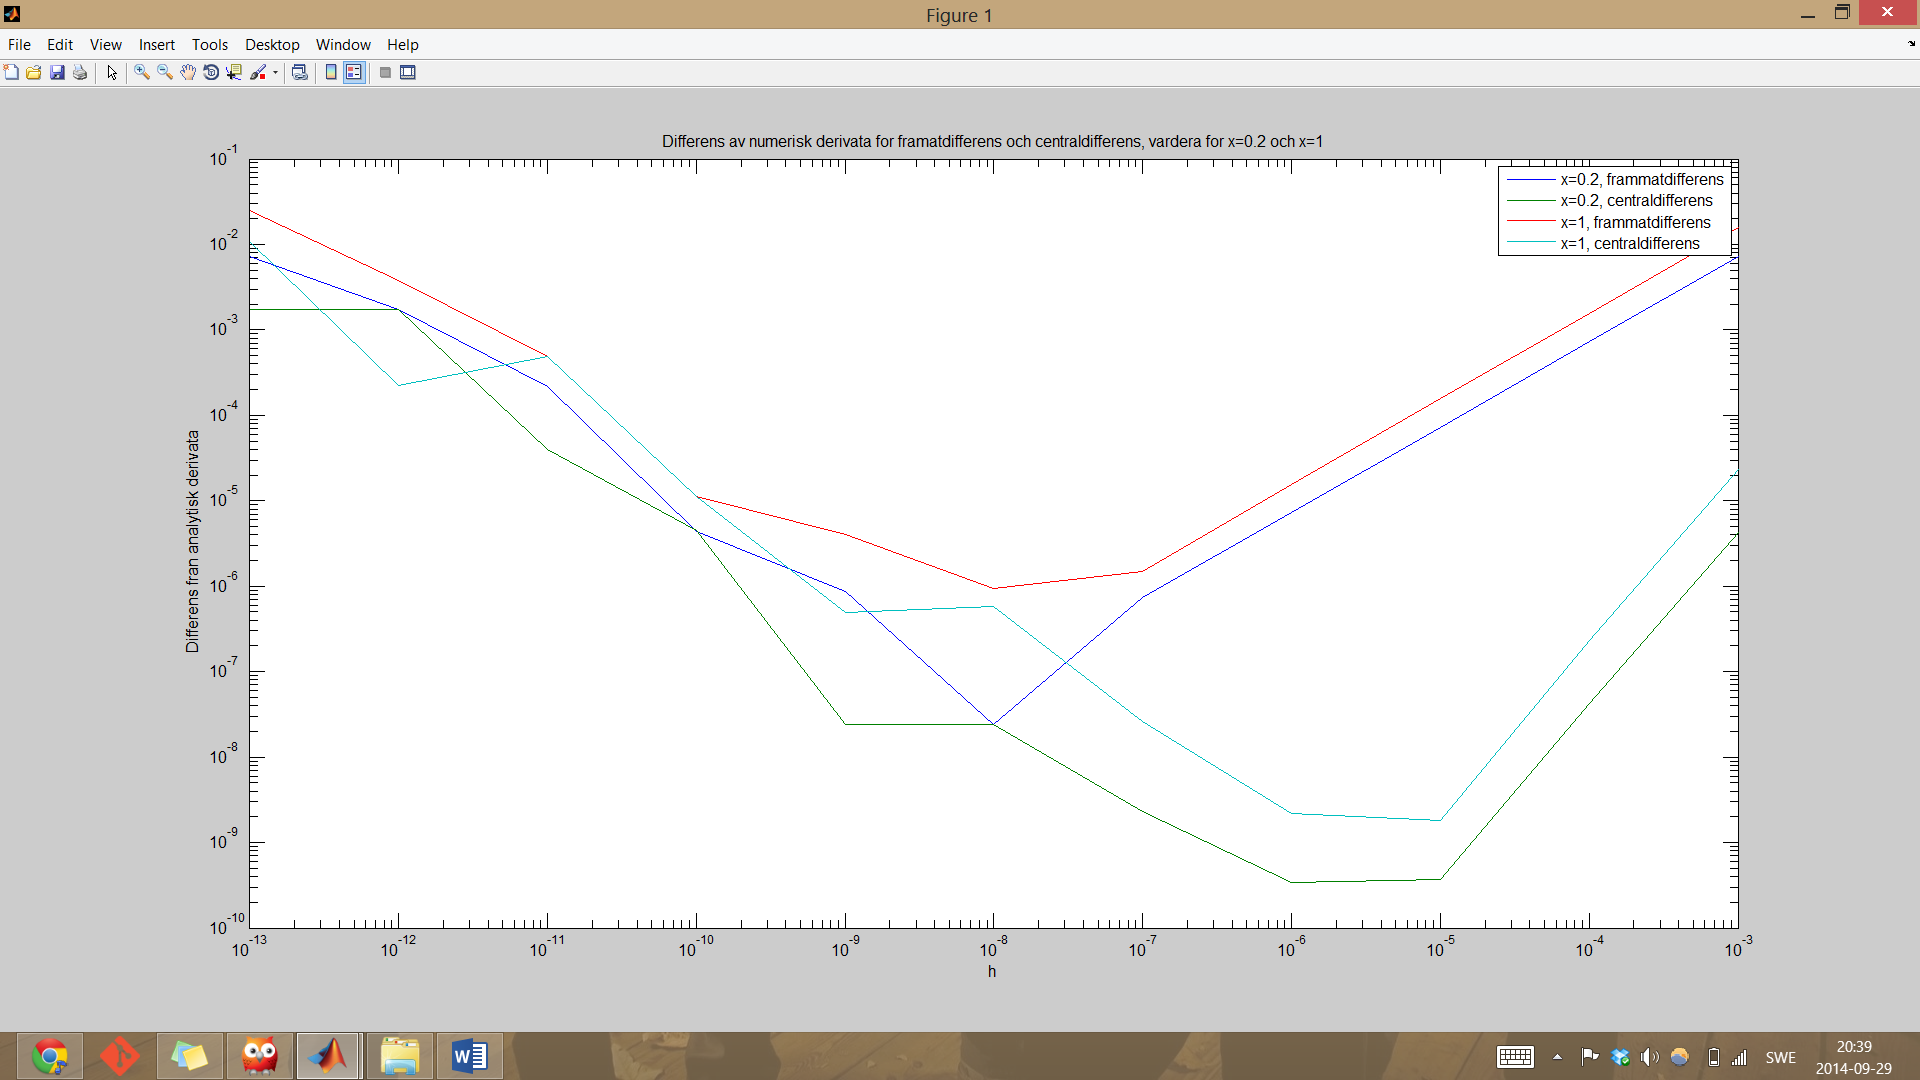 Figure 1
File Edit View Insert Tools Desktop Window Help
Differens av numerisk derivata for framatdifferens och centraldifferens, vardera for x=0.2 och x=1
x=0.2, frammatdifferens
x=0.2, centraldifferens
x=1, frammatdifferens
x=1, centraldifferens
10^-1
10^-2
10^-3
10^-4
10^-5
10^-6
10^-7
10^-8
10^-9
10^-10
Differens fran analytisk derivata
10^-13 10^-12 10^-11 10^-10 10^-9 10^-8 10^-7 10^-6 10^-5 10^-4 10^-3
h
W
SWE
20:39
2014-09-29